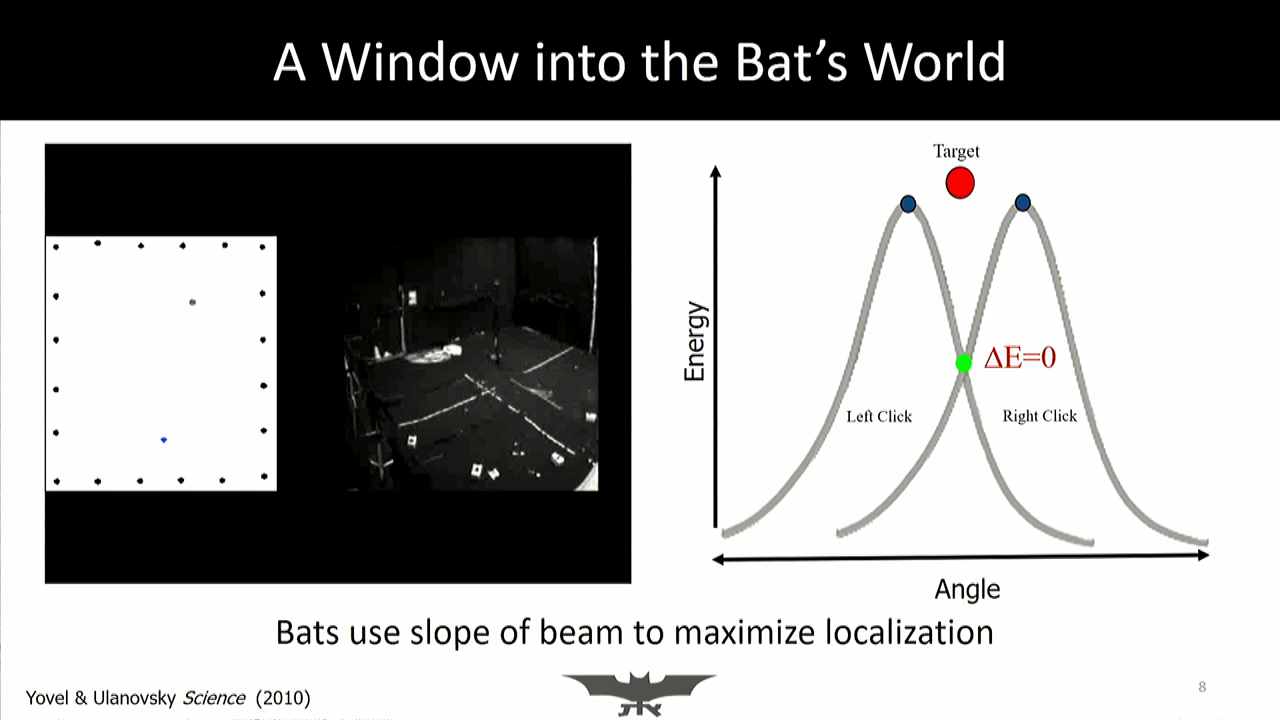 A Window into the Bat's World
Target
Energy
ΔE=0
Left Click
Right Click
Angle
Bats use slope of beam to maximize localization
Yovel & Ulanovsky Science (2010)
8